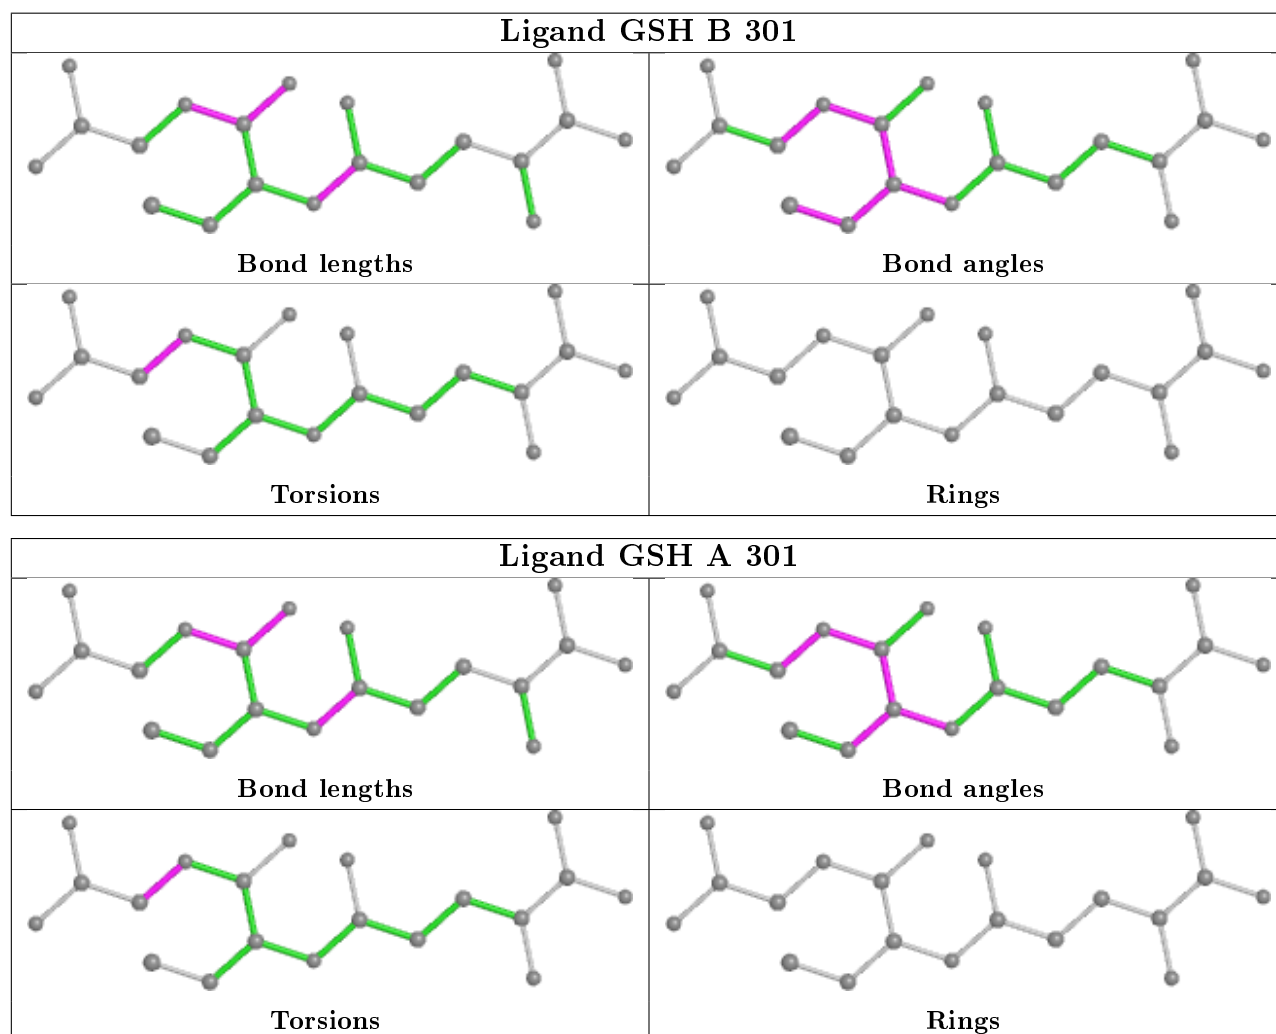 Ligand GSH B 301
Bond lengths
Bond angles
Torsions
Rings
Ligand GSH A 301
Bond lengths
Bond angles
Torsions
Rings